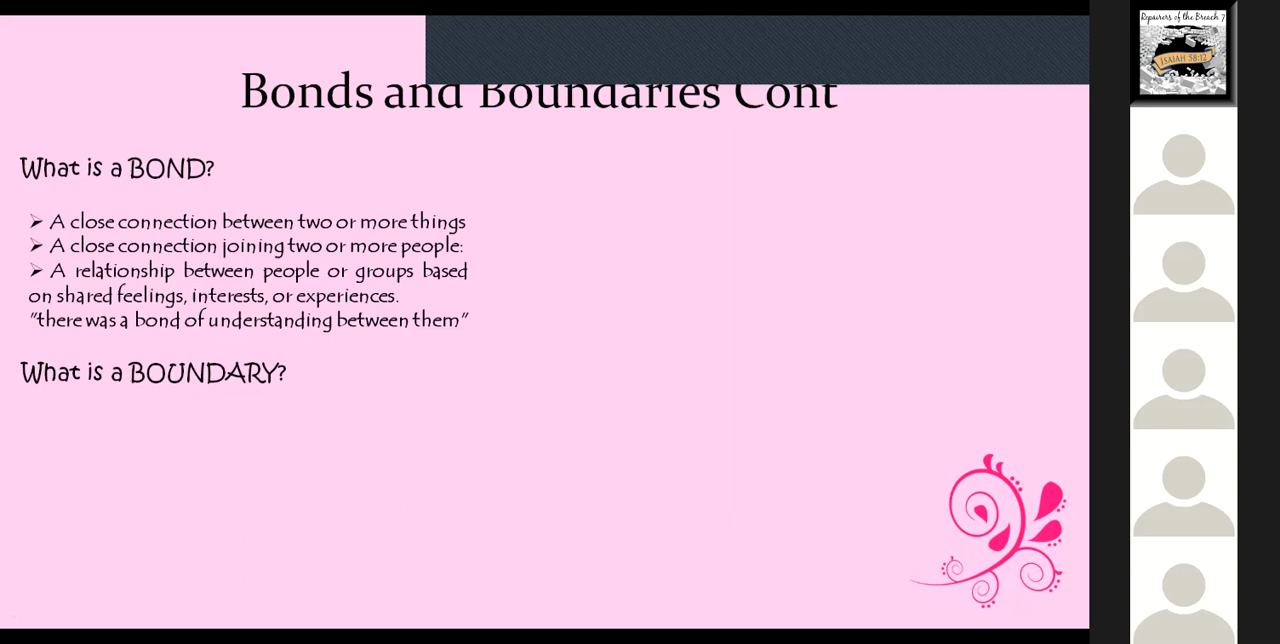 Bonds and Boundaries Cont
What is a BOND?
➢ A close connection between two or more things
➢ A close connection joining two or more people:
➢ A relationship between people or groups based
on shared feelings, interests, or experiences.
"there was a bond of understanding between them"
What is a BOUNDARY?
Repairers of the Breach 7
ISAIAH 58:12